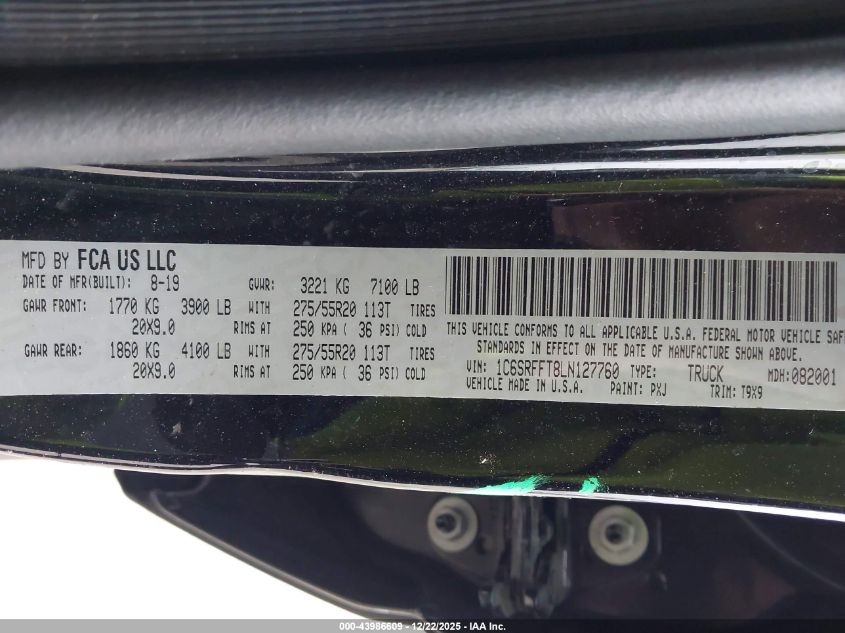 MFD BY FCA US LLC
DATE OF MFR(BUILT): 8-19 GVWR: 3221 KG 7100 LB
GAWR FRONT: 1770 KG 3900 LB WITH 275/55R20 113T TIRES
20X9.0 RIMS AT 250 KPA ( 36 PSI) COLD
GAWR REAR: 1860 KG 4100 LB WITH 275/55R20 113T TIRES
20X9.0 RIMS AT 250 KPA ( 36 PSI) COLD
THIS VEHICLE CONFORMS TO ALL APPLICABLE U.S.A. FEDERAL MOTOR VEHICLE SAF
STANDARDS IN EFFECT ON THE DATE OF MANUFACTURE SHOWN ABOVE.
VIN: 1C6SRFFT8LN127760 TYPE: TRUCK MDH:082001
VEHICLE MADE IN U.S.A. PAINT: PXJ TRIM: T9X9
000-43986609 - 12/22/2025 - IAA Inc.